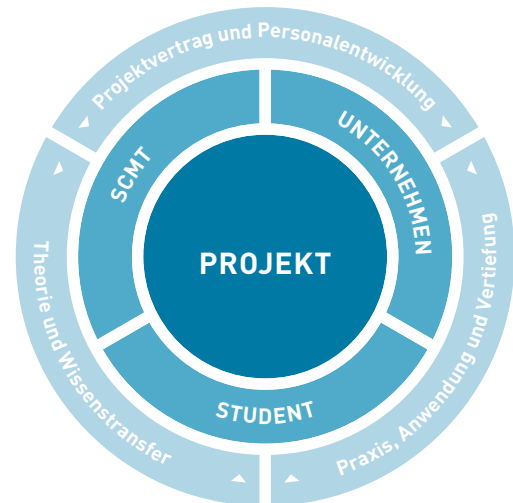 Projektvertrag und Personalentwicklung
SCMT
UNTERNEHMEN
PROJEKT
STUDENT
Theorie und Wissenstransfer
Praxis, Anwendung und Vertiefung